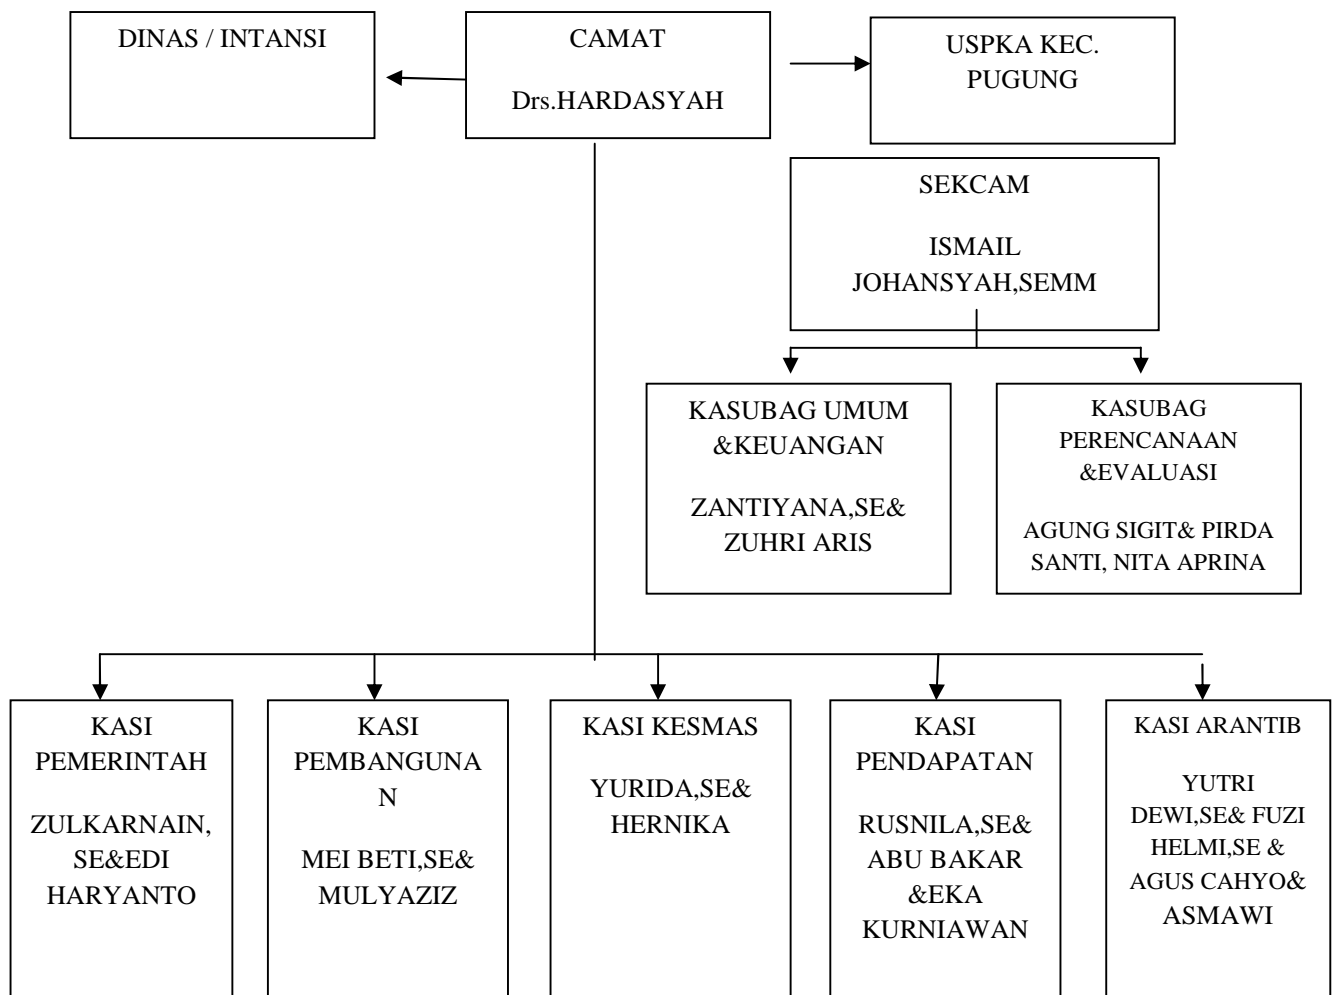 DINAS / INTANSI
CAMAT
Drs.HARDASYAH
USPKA KEC.
PUGUNG
SEKCAM
ISMAIL
JOHANSYAH,SEMM
KASUBAG UMUM
&KEUANGAN
ZANTIYANA,SE&
ZUHRI ARIS
KASUBAG
PERENCANAAN
&EVALUASI
AGUNG SIGIT& PIRDA
SANTI, NITA APRINA
KASI
PEMERINTAH
ZULKARNAIN,
SE&EDI
HARYANTO
KASI
PEMBANGUNA
N
MEI BETI,SE&
MULYAZIZ
KASI KESMAS
YURIDA,SE&
HERNIKA
KASI
PENDAPATAN
RUSNILA,SE&
ABU BAKAR
&EKA
KURNIAWAN
KASI ARANTIB
YUTRI
DEWI,SE& FUZI
HELMI,SE &
AGUS CAHYO&
ASMAWI